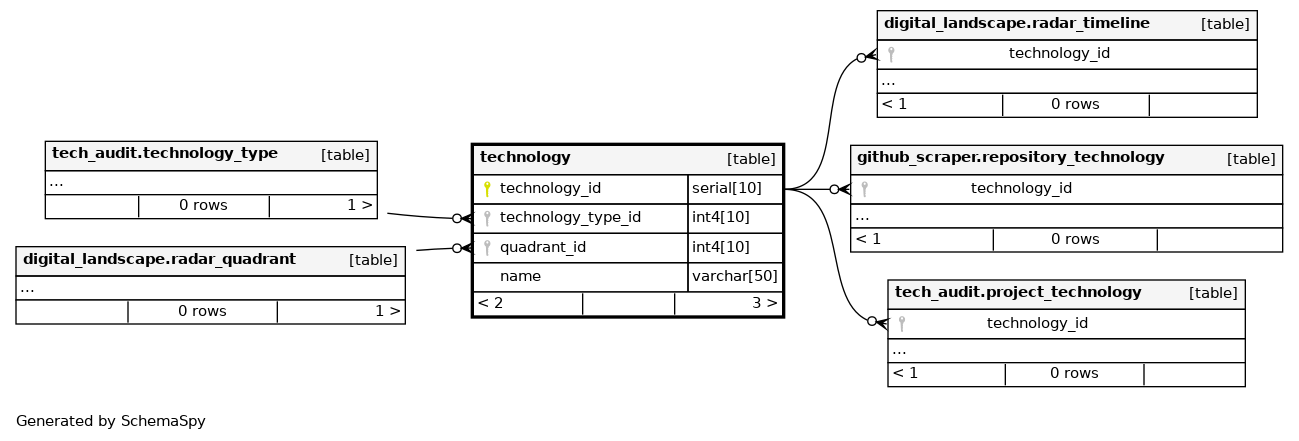 digital_landscape.radar_timeline [table]
technology_id
...
< 1 0 rows
tech_audit.technology_type [table]
...
0 rows 1 >
digital_landscape.radar_quadrant [table]
...
0 rows 1 >
technology [table]
technology_id serial[10]
technology_type_id int4[10]
quadrant_id int4[10]
name varchar[50]
< 2 3 >
github_scraper.repository_technology [table]
technology_id
...
< 1 0 rows
tech_audit.project_technology [table]
technology_id
...
< 1 0 rows
Generated by SchemaSpy